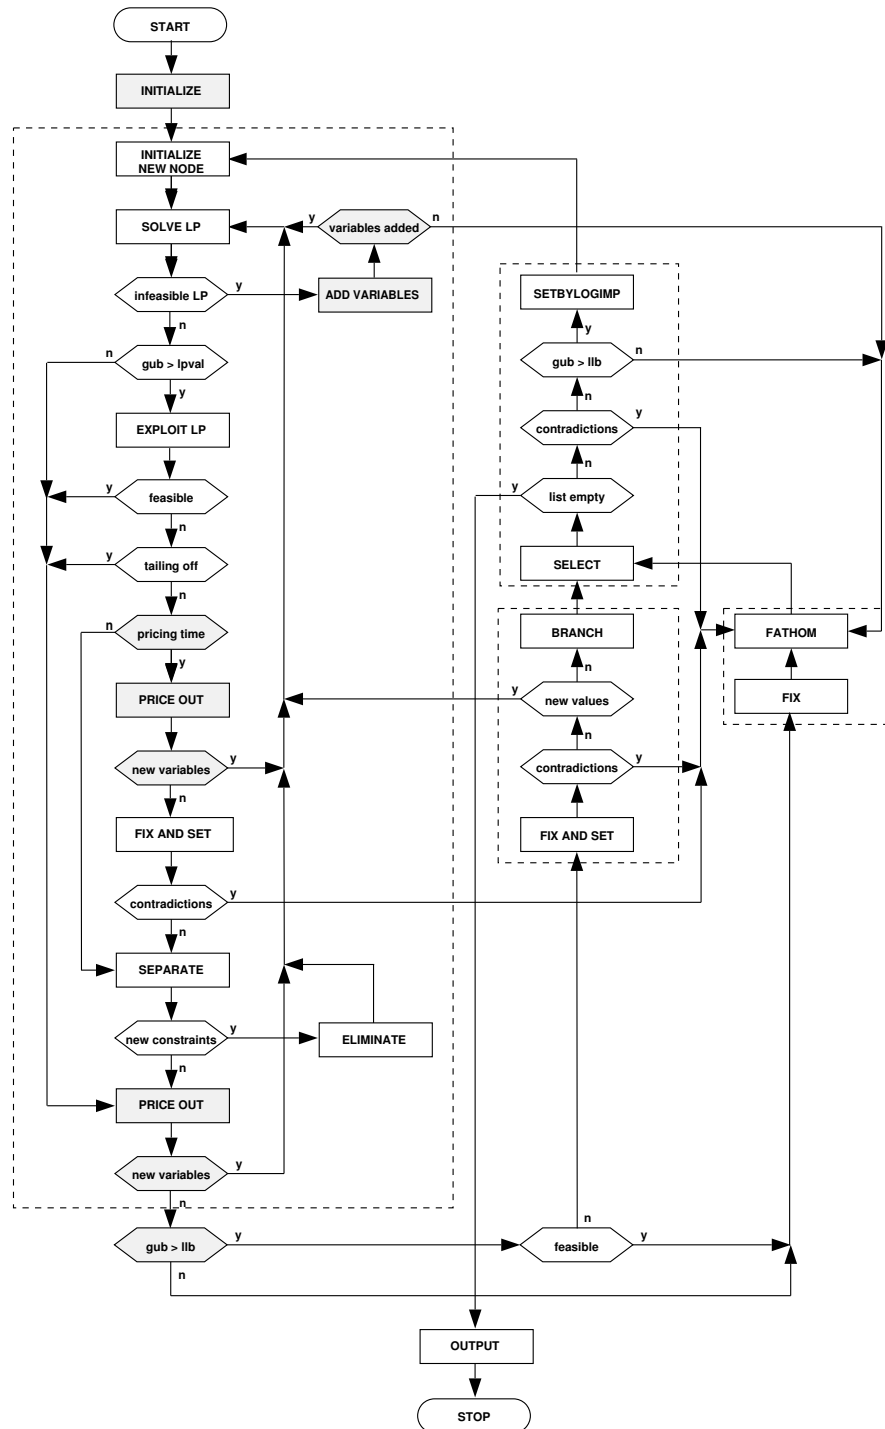 START
INITIALIZE
INITIALIZE
NEW NODE
SOLVE LP
y
variables added
n
infeasible LP
y
ADD VARIABLES
SETBYLOGIMP
n
y
n
gub > lpval
gub > llb
n
y
n
EXPLOIT LP
contradictions
y
n
y
feasible
y
list empty
n
n
y
tailing off
SELECT
n
n
pricing time
BRANCH
FATHOM
y
n
PRICE OUT
y
new values
FIX
n
new variables
y
contradictions
y
n
FIX AND SET
FIX AND SET
contradictions
y
n
SEPARATE
new constraints
y
ELIMINATE
n
PRICE OUT
new variables
y
n
n
gub > llb
y
feasible
y
n
OUTPUT
STOP